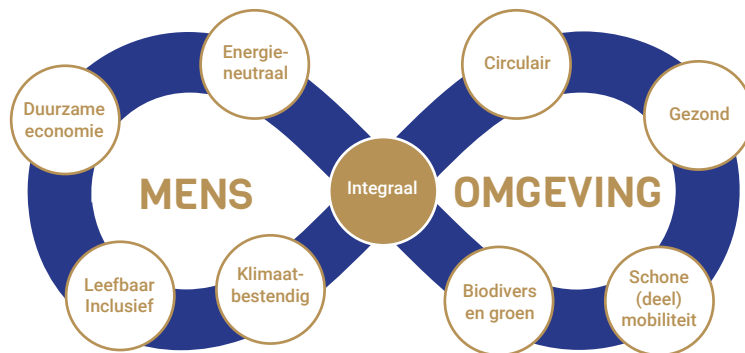 Energie-
neutraal
Circulair
Duurzame
economie
Gezond
MENS
Integraal
OMGEVING
Leefbaar
Inclusief
Klimaat-
bestendig
Biodivers
en groen
Schone
(deel)
mobiliteit